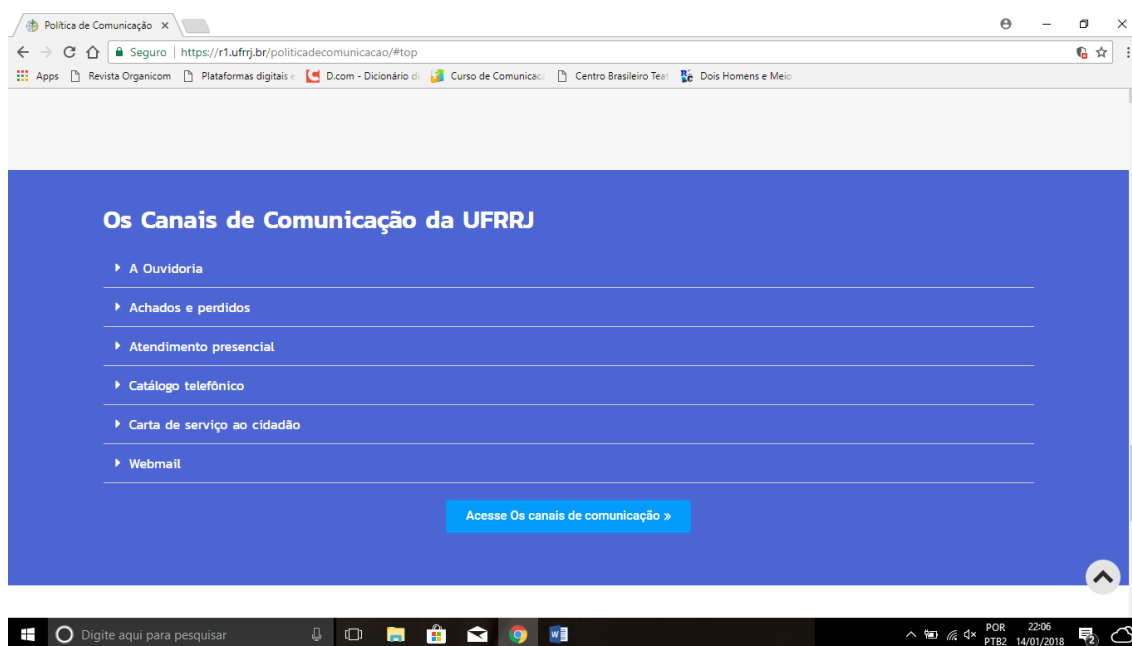 Política de Comunicação
Seguro | https://r1.ufrrj.br/politicadecomunicacao/#top
Apps Revista Organicom Plataformas digitais e D.com - Dicionário d Curso de Comunicaca Centro Brasileiro Teat Dois Homens e Meio
Os Canais de Comunicação da UFRRJ
A Ouvidoria
Achados e perdidos
Atendimento presencial
Catálogo telefônico
Carta de serviço ao cidadão
Webmail
Acesse Os canais de comunicação »
Digite aqui para pesquisar
POR 22:06
PTB2 14/01/2018 2